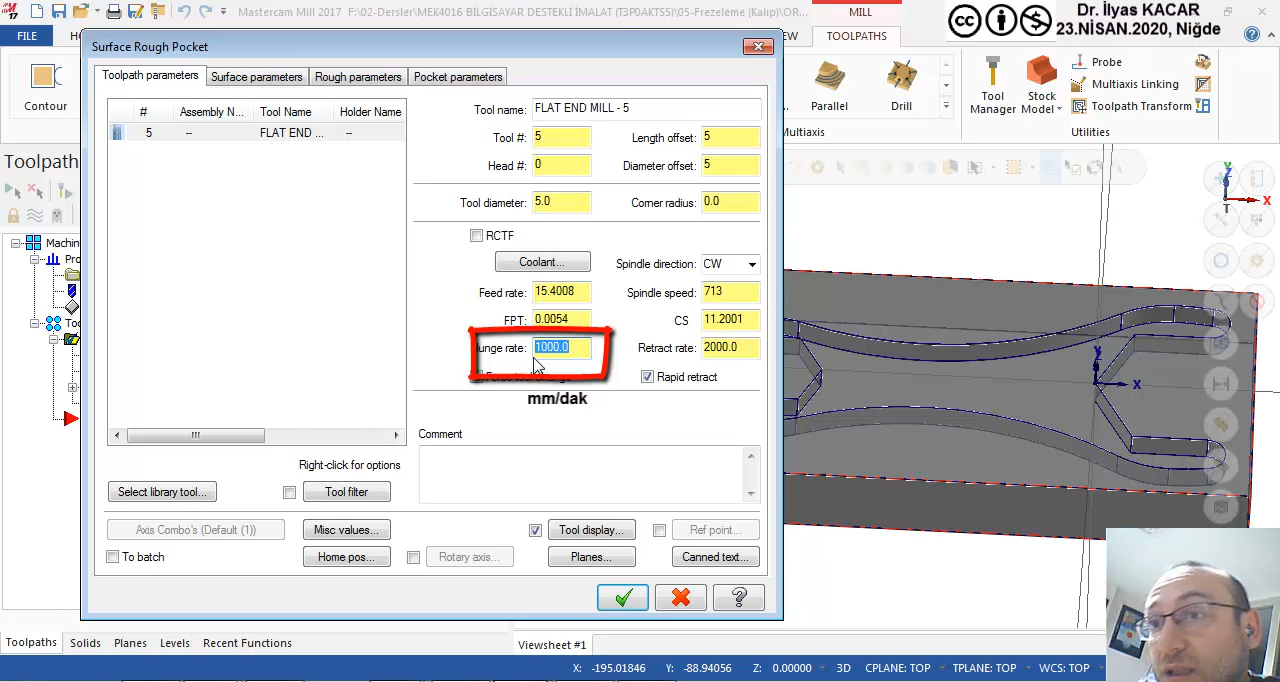 Mastercam Mill 2017 F:\02-Dersler\MEK4016 BİLGİSAYAR DESTEKLİ İMALAT (T3P0AKTS5)\05-Frezeleme (Kalıp)\OR...
MILL
Dr. İlyas KACAR
23.NİSAN.2020, Niğde
FILE
TOOLPATHS
Contour
Parallel
Drill
Tool Manager
Stock Model
Probe
Multiaxis Linking
Toolpath Transform
Utilities
Toolpath
Surface Rough Pocket
Toolpath parameters
Surface parameters
Rough parameters
Pocket parameters
# Assembly N... Tool Name Holder Name
5 -- FLAT END ... --
Tool name: FLAT END MILL - 5
Tool #: 5 Length offset: 5
Head #: 0 Diameter offset: 5
Tool diameter: 5.0 Corner radius: 0.0
RCTF
Coolant... Spindle direction: CW
Feed rate: 15.4008 Spindle speed: 713
FPT: 0.0054 CS 11.2001
unge rate: 1000.0 Retract rate: 2000.0
Rapid retract
mm/dak
Comment
Right-click for options
Select library tool... Tool filter
Axis Combo's (Default (1)) Misc values... Tool display... Ref point...
To batch Home pos... Rotary axis... Planes... Canned text...
Machin
Toolpaths Solids Planes Levels Recent Functions
Viewsheet #1
X: -195.01846 Y: -88.94056 Z: 0.00000 3D CPLANE: TOP TPLANE: TOP WCS: TOP